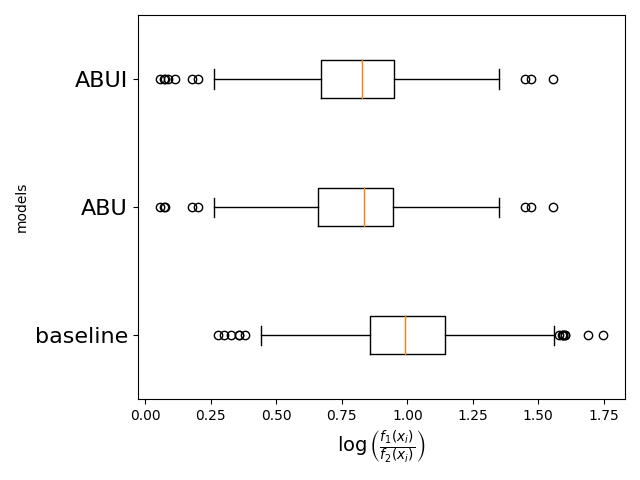 ABUI
ABU
baseline
models
0.00 0.25 0.50 0.75 1.00 1.25 1.50 1.75
log(f₁(xᵢ)/f₂(xᵢ))